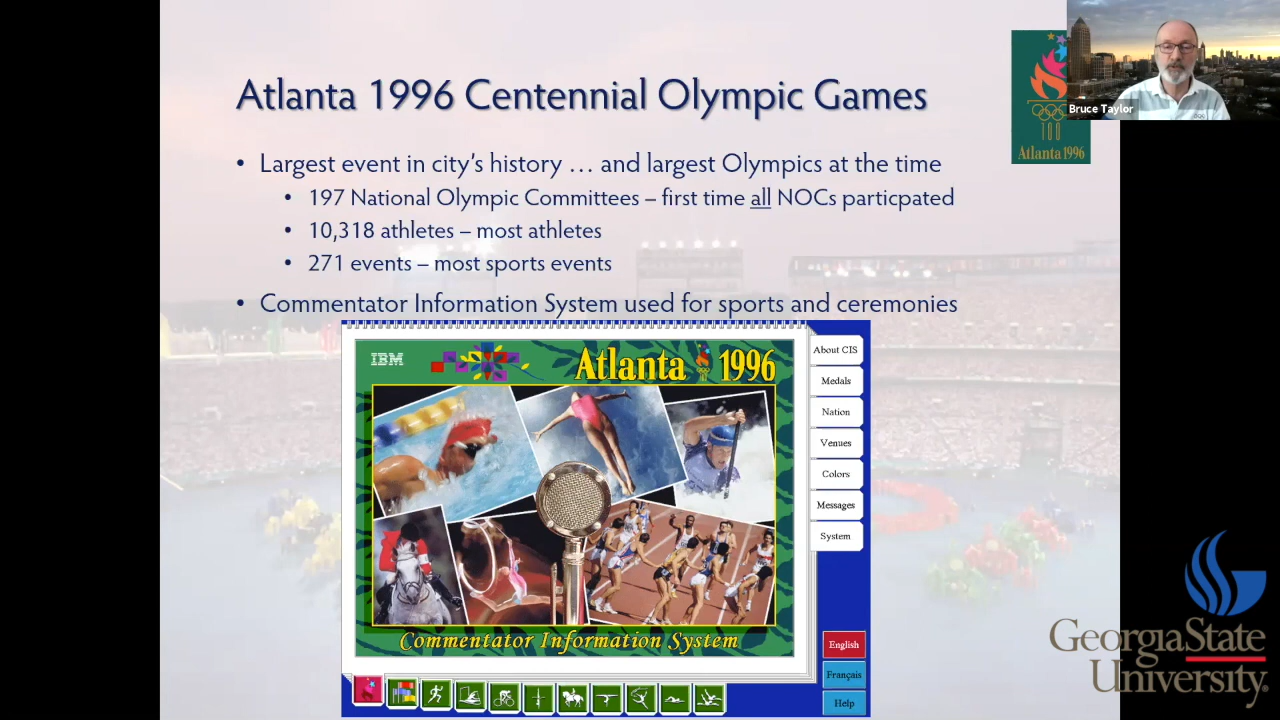 Atlanta 1996 Centennial Olympic Games
100
Atlanta 1996
Bruce Taylor
• Largest event in city's history … and largest Olympics at the time
• 197 National Olympic Committees – first time all NOCs particpated
• 10,318 athletes – most athletes
• 271 events – most sports events
• Commentator Information System used for sports and ceremonies
IBM
Atlanta 1996
Commentator Information System
About CIS
Medals
Nation
Venues
Colors
Messages
System
English
Français
Help
GeorgiaState
University.